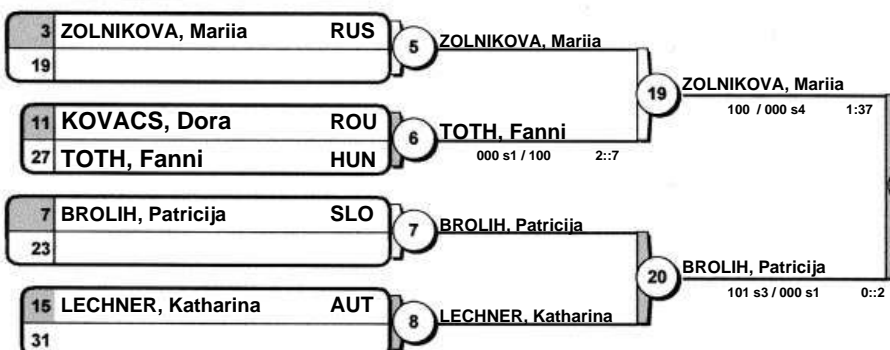 3 ZOLNIKOVA, Mariia RUS
19
5
ZOLNIKOVA, Mariia
11 KOVACS, Dora ROU
27 TOTH, Fanni HUN
6
TOTH, Fanni
000 s1 / 100 2::7
19
ZOLNIKOVA, Mariia
100 / 000 s4 1:37
7 BROLIH, Patricija SLO
23
7
BROLIH, Patricija
15 LECHNER, Katharina AUT
31
8
LECHNER, Katharina
20
BROLIH, Patricija
101 s3 / 000 s1 0::2